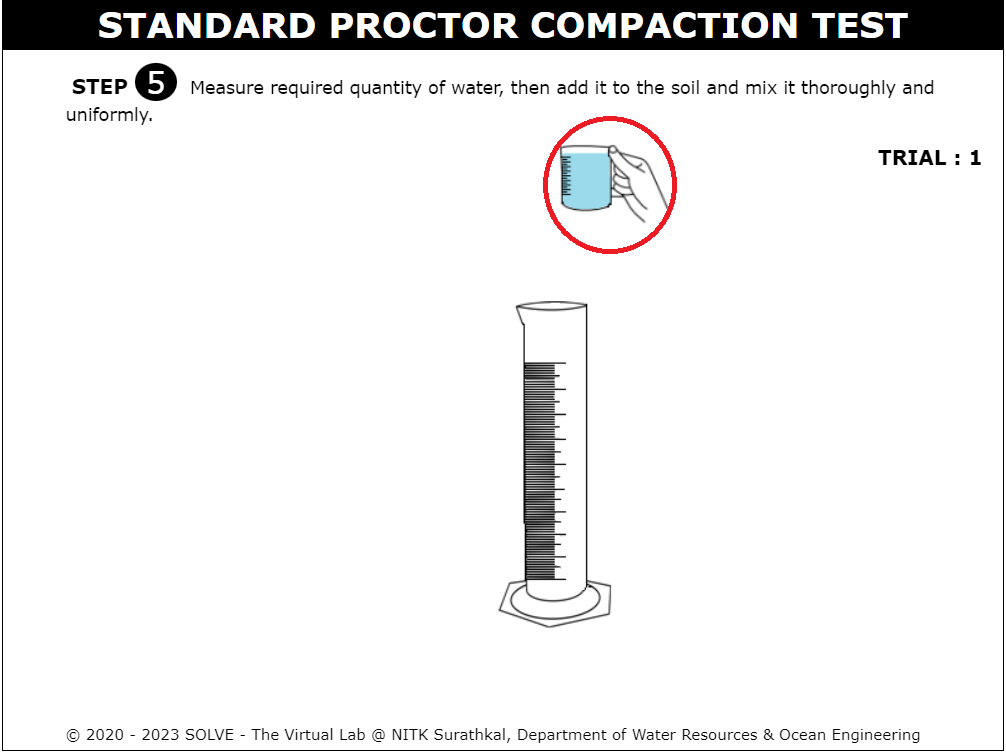 STANDARD PROCTOR COMPACTION TEST
STEP 5 Measure required quantity of water, then add it to the soil and mix it thoroughly and
uniformly.
TRIAL : 1
© 2020 - 2023 SOLVE - The Virtual Lab @ NITK Surathkal, Department of Water Resources & Ocean Engineering